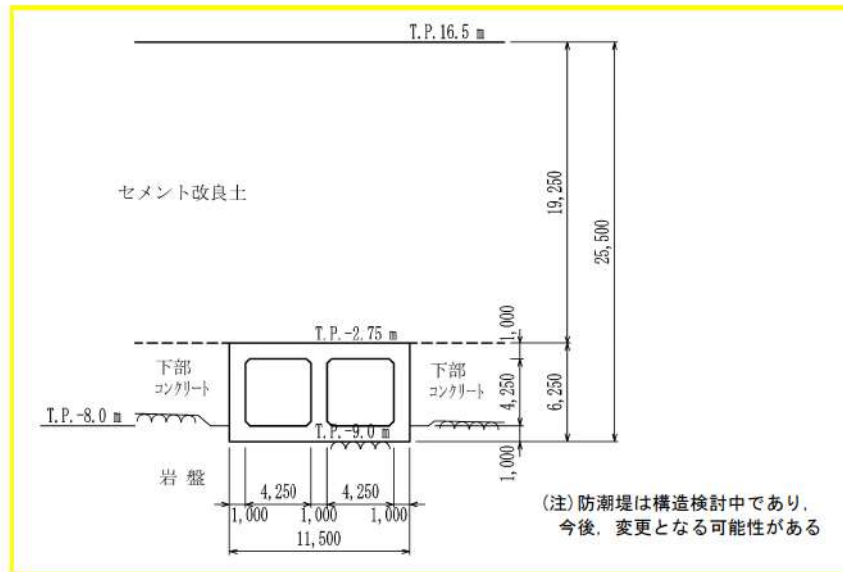 T.P.16.5 m
セメント改良土
19,250
25,500
T.P.-2.75 m
1,000
下部
コンクリート
下部
コンクリート
4,250
6,250
T.P.-8.0 m
T.P.-9.0 m
1,000
岩 盤
4,250
4,250
1,000
1,000
1,000
11,500
(注)防潮堤は構造検討中であり,
今後,変更となる可能性がある